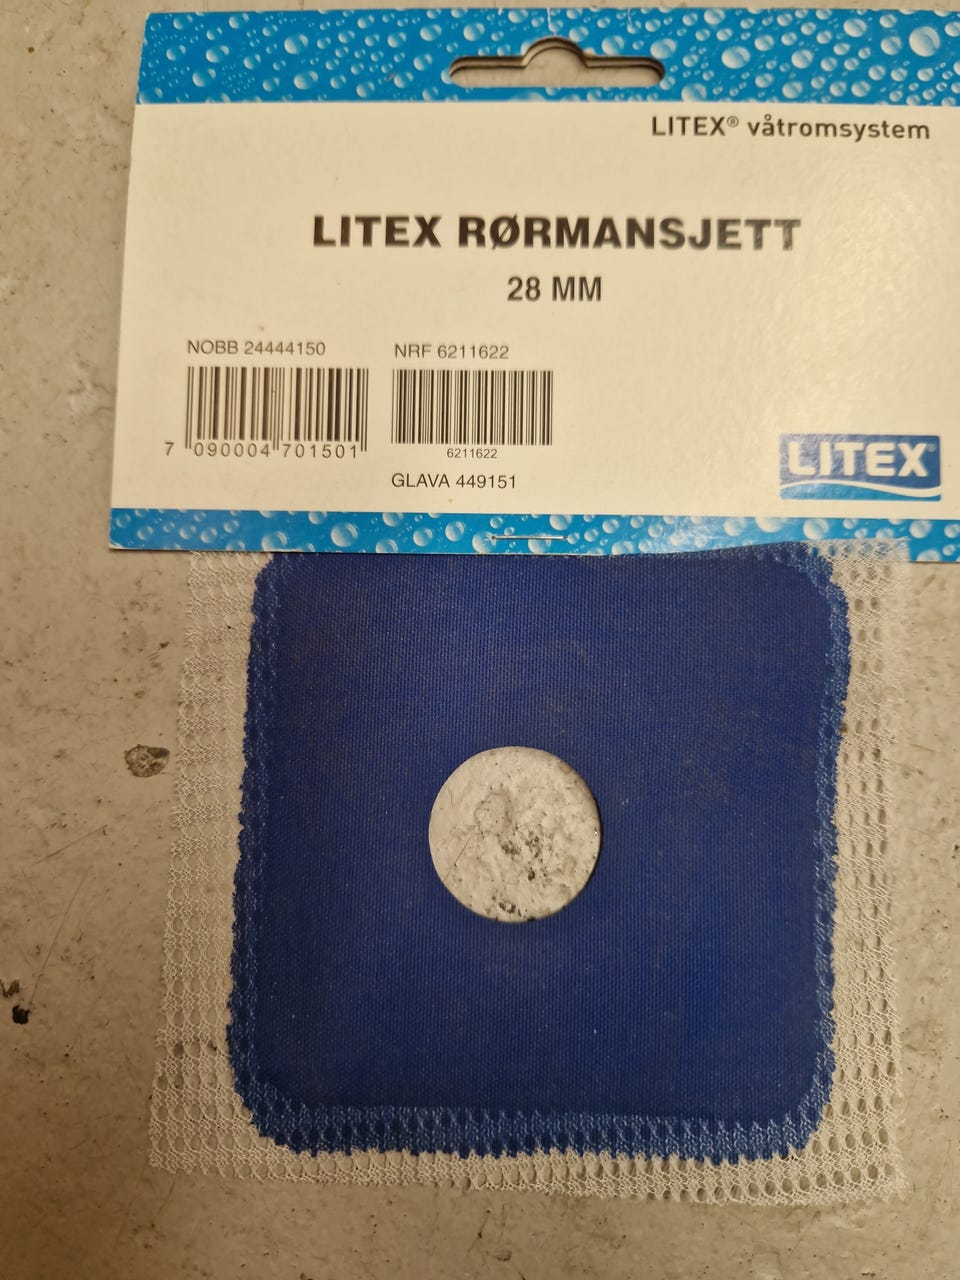 LITEX® våtromsystem
LITEX RØRMANSJETT
28 MM
NOBB 24444150
NRF 6211622
7 090004 701501
6211622
GLAVA 449151
LITEX®